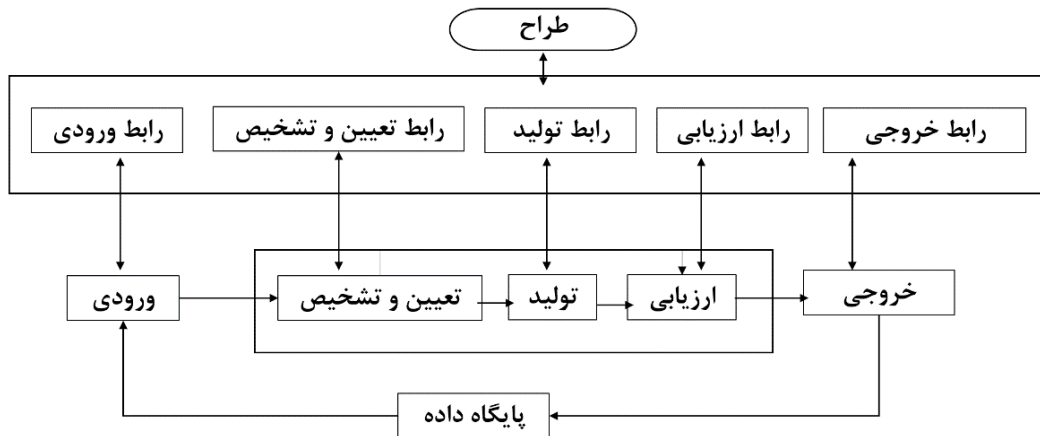 طراح
رابط ورودی
رابط تعیین و تشخیص
رابط تولید
رابط ارزیابی
رابط خروجی
ورودی
تعیین و تشخیص
تولید
ارزیابی
خروجی
پایگاه داده